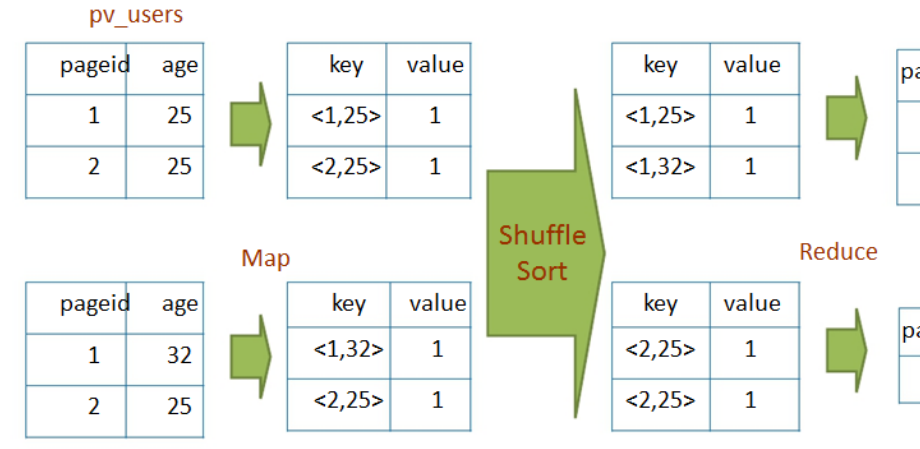 pv_users
pageid age
1 25
2 25
key value
<1,25> 1
<2,25> 1
key value
<1,25> 1
<1,32> 1
pa
Map
Shuffle
Sort
Reduce
pageid age
1 32
2 25
key value
<1,32> 1
<2,25> 1
key value
<2,25> 1
<2,25> 1
pa